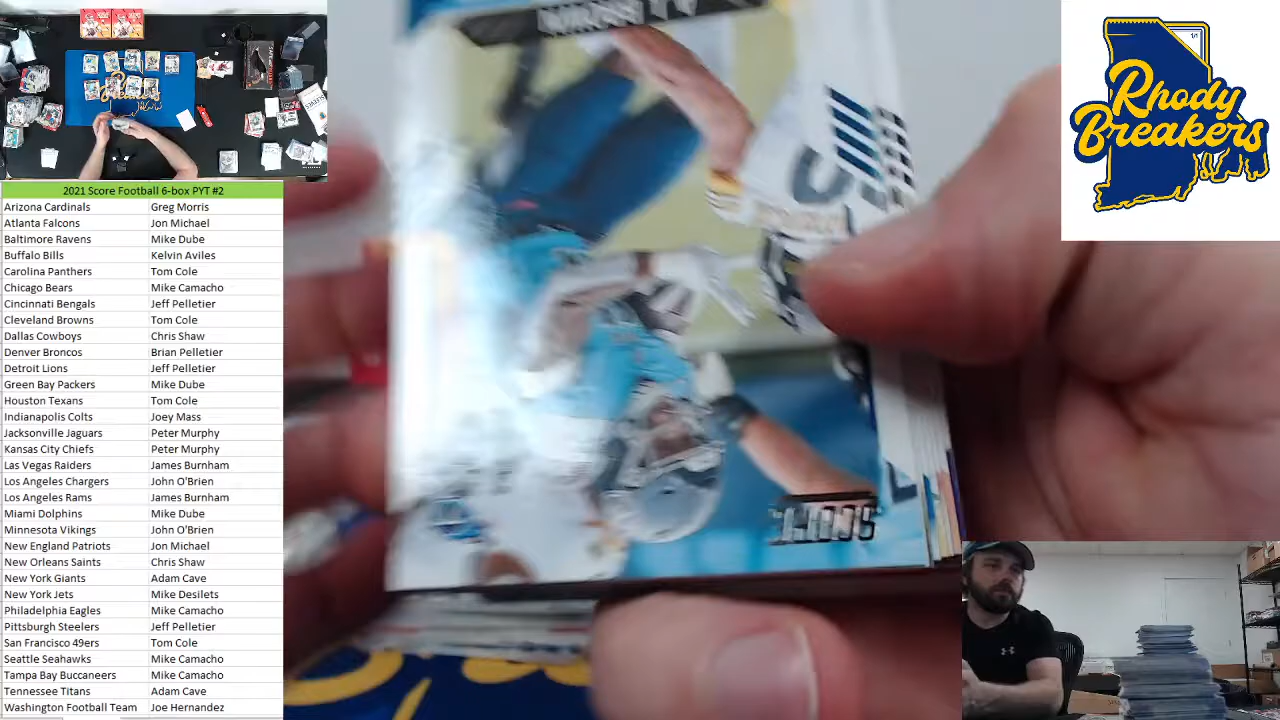 2021 Score Football 6-box PYT #2
Arizona Cardinals Greg Morris
Atlanta Falcons Jon Michael
Baltimore Ravens Mike Dube
Buffalo Bills Kelvin Aviles
Carolina Panthers Tom Cole
Chicago Bears Mike Camacho
Cincinnati Bengals Jeff Pelletier
Cleveland Browns Tom Cole
Dallas Cowboys Chris Shaw
Denver Broncos Brian Pelletier
Detroit Lions Jeff Pelletier
Green Bay Packers Mike Dube
Houston Texans Tom Cole
Indianapolis Colts Joey Mass
Jacksonville Jaguars Peter Murphy
Kansas City Chiefs Peter Murphy
Las Vegas Raiders James Burnham
Los Angeles Chargers John O'Brien
Los Angeles Rams James Burnham
Miami Dolphins Mike Dube
Minnesota Vikings John O'Brien
New England Patriots Jon Michael
New Orleans Saints Chris Shaw
New York Giants Adam Cave
New York Jets Mike Desilets
Philadelphia Eagles Mike Camacho
Pittsburgh Steelers Jeff Pelletier
San Francisco 49ers Tom Cole
Seattle Seahawks Mike Camacho
Tampa Bay Buccaneers Mike Camacho
Tennessee Titans Adam Cave
Washington Football Team Joe Hernandez
SCORE
1/1
Rhody
Breakers